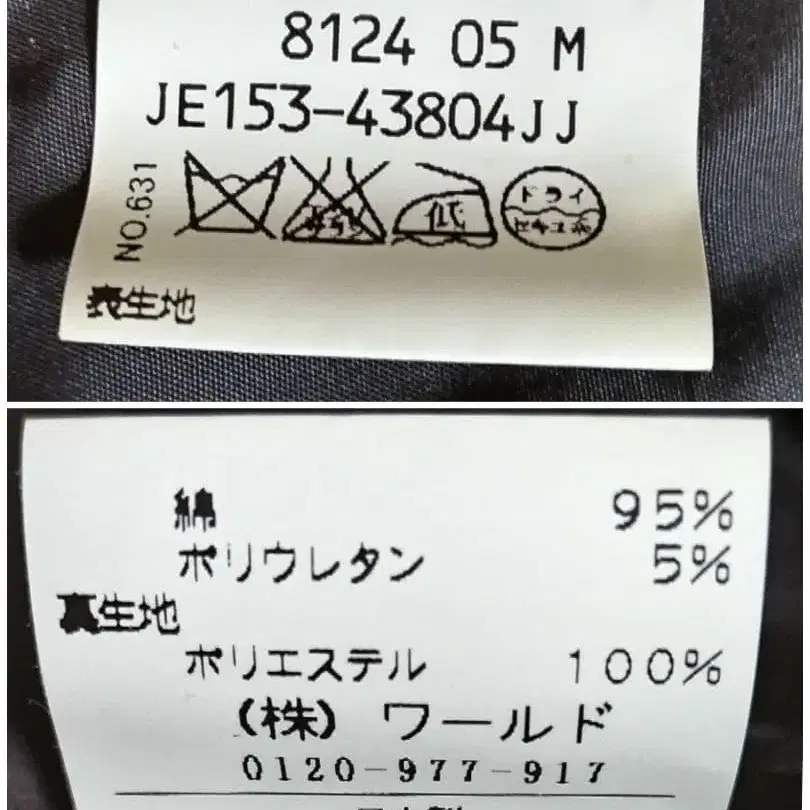 8124 05 M
JE153-43804JJ
NO.631
低
ドライ
セキユ系
表生地
綿 95%
ポリウレタン 5%
裏生地
ポリエステル 100%
(株) ワールド
0120-977-917